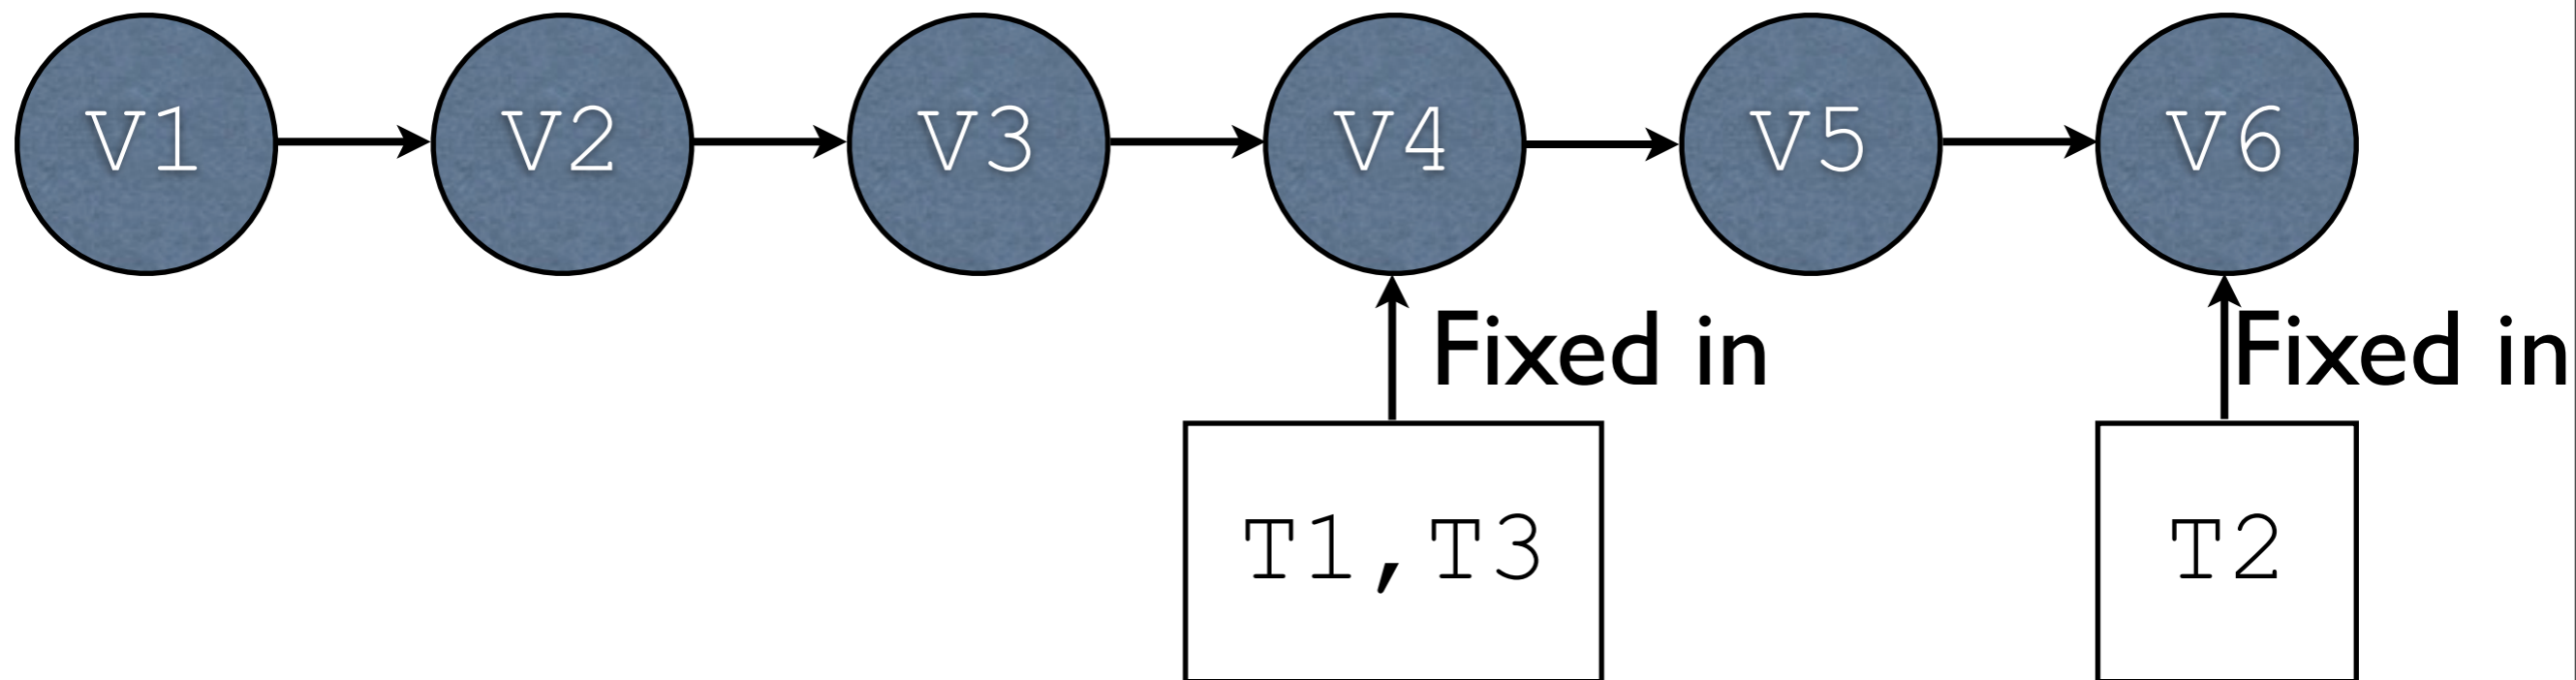 V1 V2 V3 V4 V5 V6
Fixed in Fixed in
T1,T3 T2